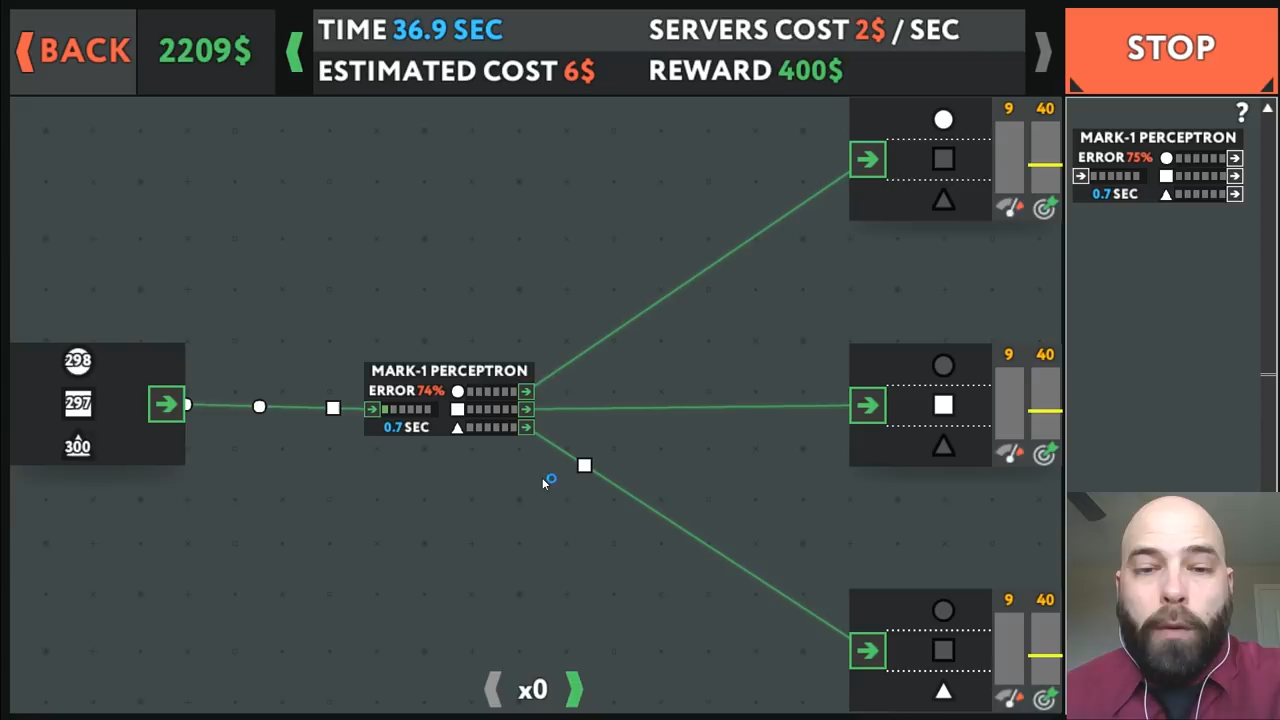 BACK
2209$
TIME 36.9 SEC
SERVERS COST 2$ / SEC
ESTIMATED COST 6$
REWARD 400$
STOP
?
MARK-1 PERCEPTRON
ERROR 75%
0.7 SEC
9 40
298
297
300
MARK-1 PERCEPTRON
ERROR 74%
0.7 SEC
9 40
9 40
x0